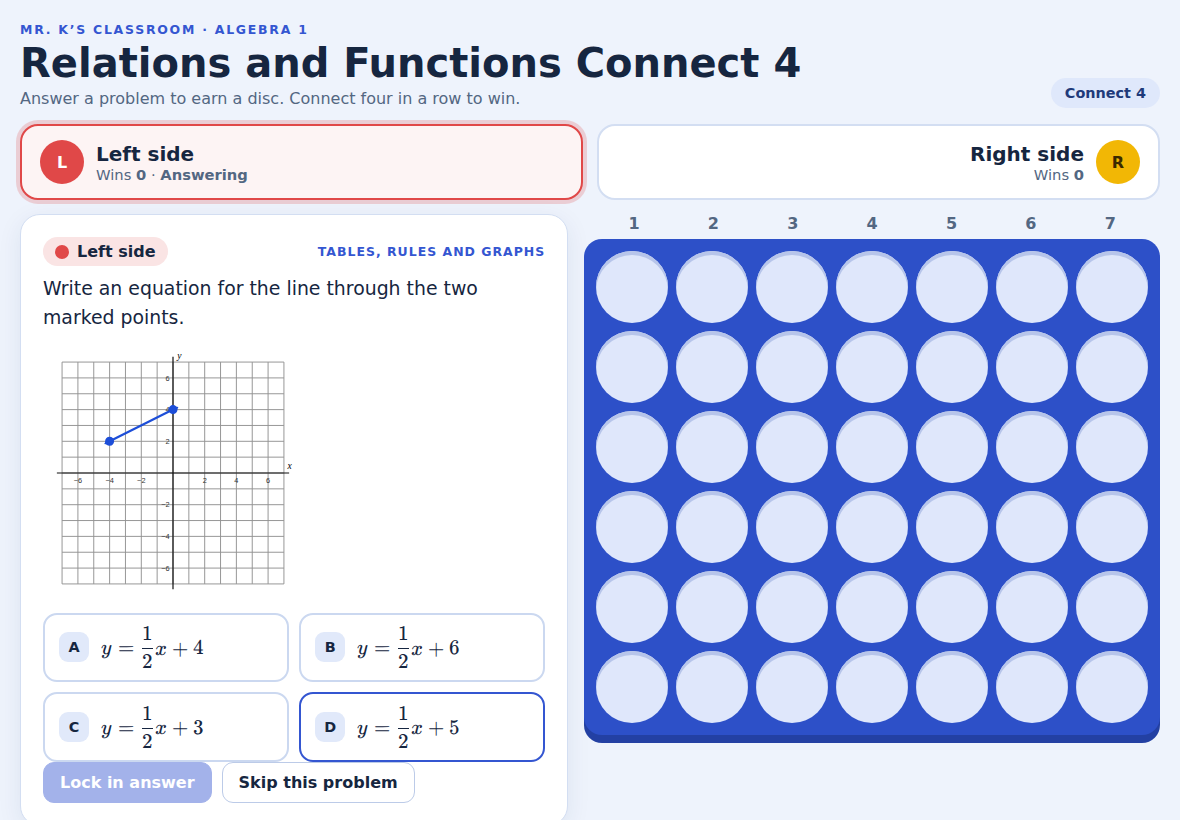 MR. K’S CLASSROOM · ALGEBRA 1
Relations and Functions Connect 4
Answer a problem to earn a disc. Connect four in a row to win.
Connect 4
L
Left side
Wins 0 · Answering
Right side
Wins 0
R
Left side
TABLES, RULES AND GRAPHS
Write an equation for the line through the two
marked points.
y
6
2
x
−6 −4 −2 2 4 6
−2
−4
−6
A y = 1/2 x + 4
B y = 1/2 x + 6
C y = 1/2 x + 3
D y = 1/2 x + 5
Lock in answer
Skip this problem
1 2 3 4 5 6 7